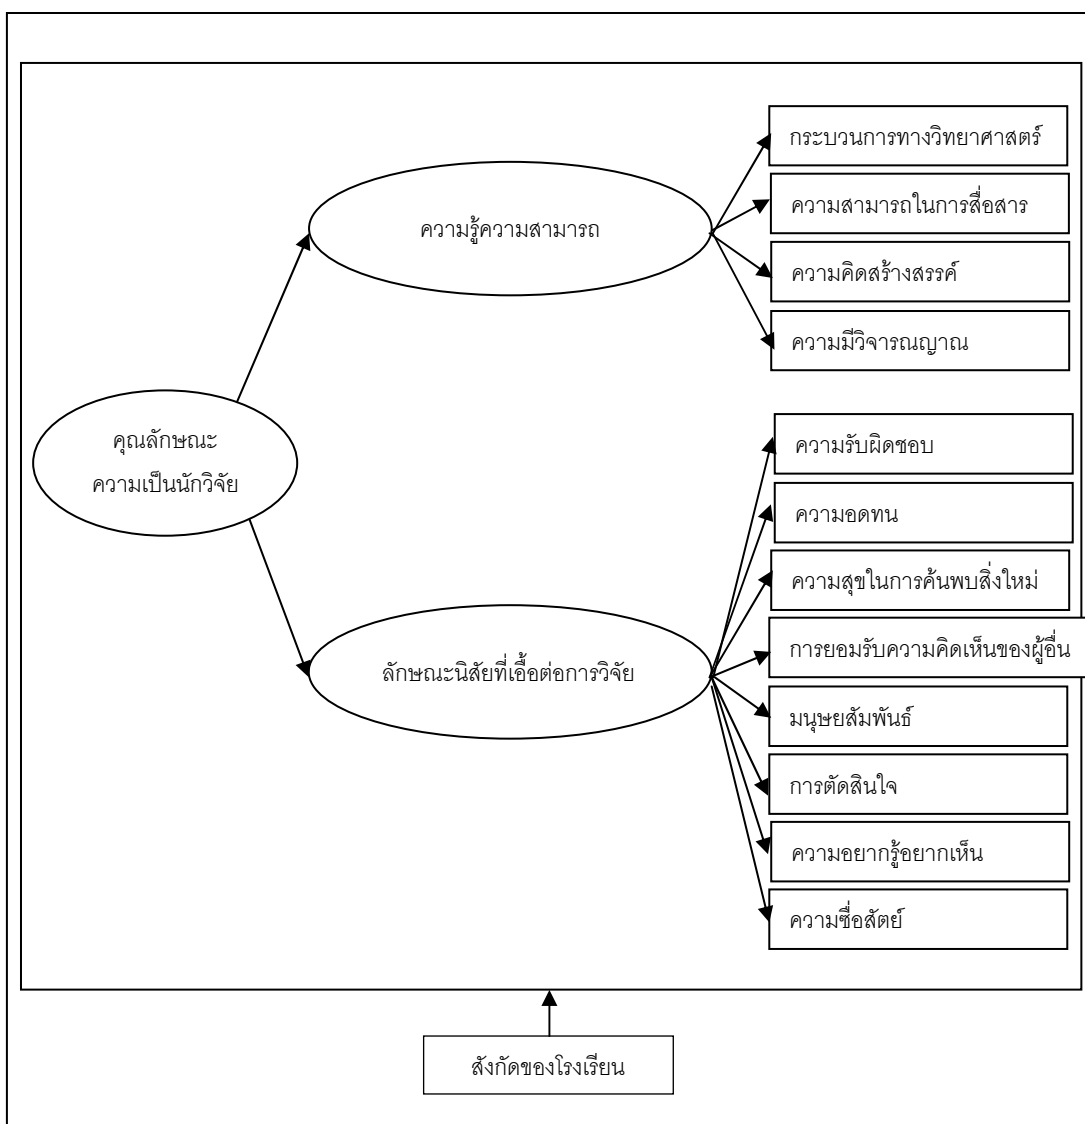 กระบวนการทางวิทยาศาสตร์
ความสามารถในการสื่อสาร
ความรู้ความสามารถ
ความคิดสร้างสรรค์
ความมีวิจารณญาณ
คุณลักษณะ
ความเป็นนักวิจัย
ความรับผิดชอบ
ความอดทน
ความสุขในการค้นพบสิ่งใหม่
การยอมรับความคิดเห็นของผู้อื่น
ลักษณะนิสัยที่เอื้อต่อการวิจัย
มนุษยสัมพันธ์
การตัดสินใจ
ความอยากรู้อยากเห็น
ความซื่อสัตย์
สังกัดของโรงเรียน